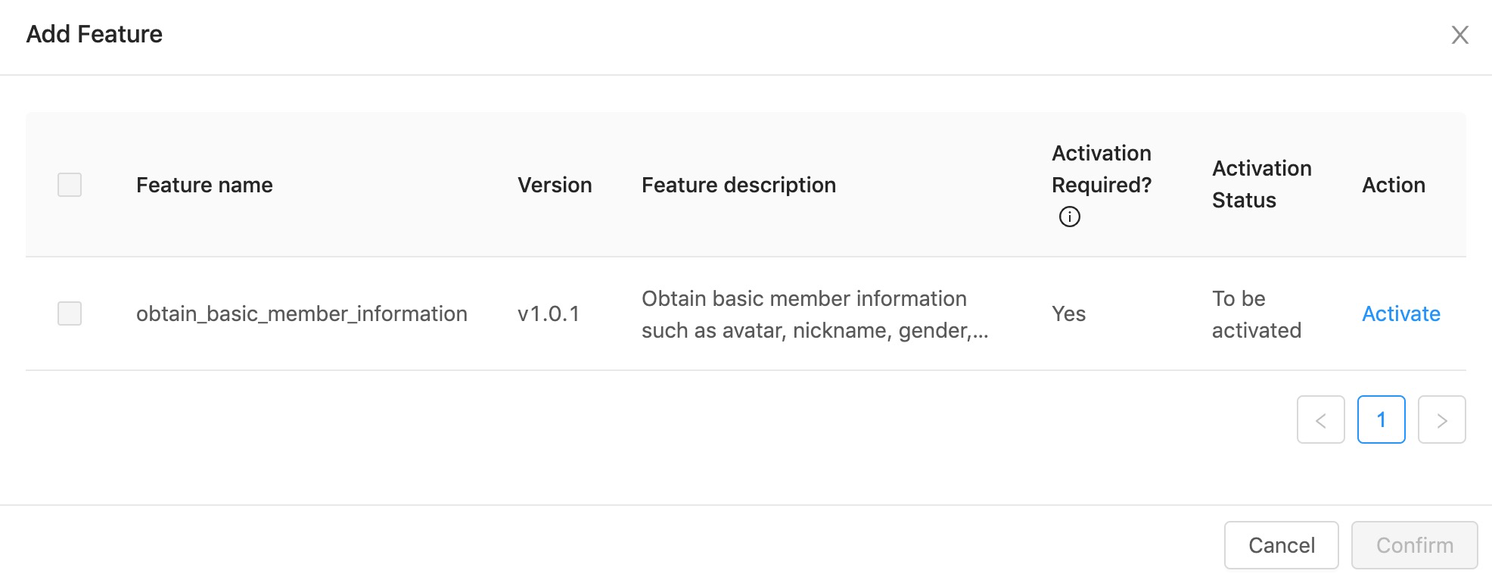 Add Feature
Feature name
Version
Feature description
Activation
Required?
Activation
Status
Action
obtain_basic_member_information
v1.0.1
Obtain basic member information
such as avatar, nickname, gender,...
Yes
To be
activated
Activate
1
Cancel
Confirm